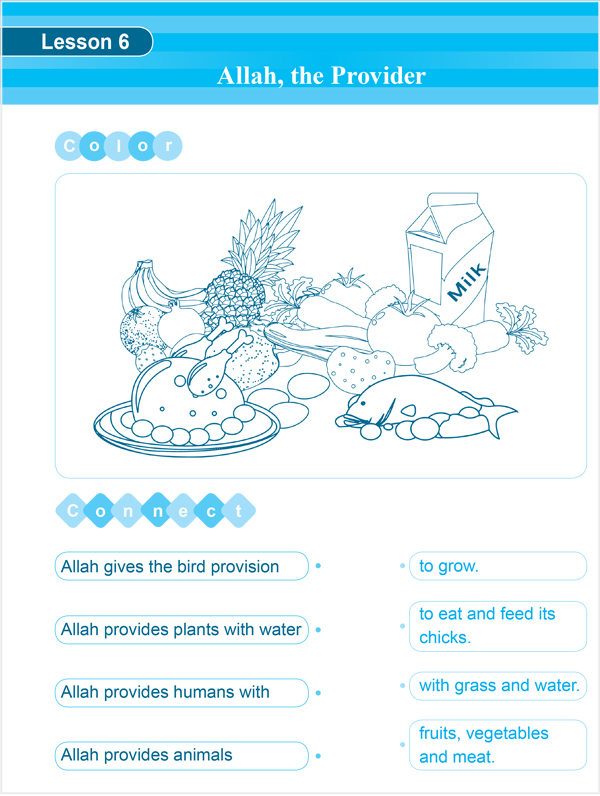 Lesson 6
Allah, the Provider
Color
Milk
Connect
Allah gives the bird provision
to grow.
Allah provides plants with water
to eat and feed its
chicks.
Allah provides humans with
with grass and water.
Allah provides animals
fruits, vegetables
and meat.